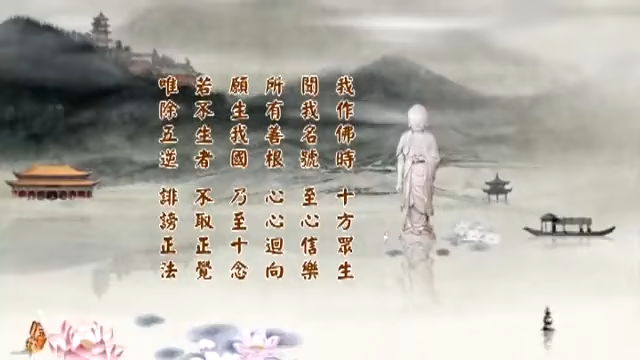 我作佛時 十方眾生
聞我名號 至心信樂
所有善根 心心迴向
願生我國 乃至十念
若不生者 不取正覺
唯除五逆 誹謗正法